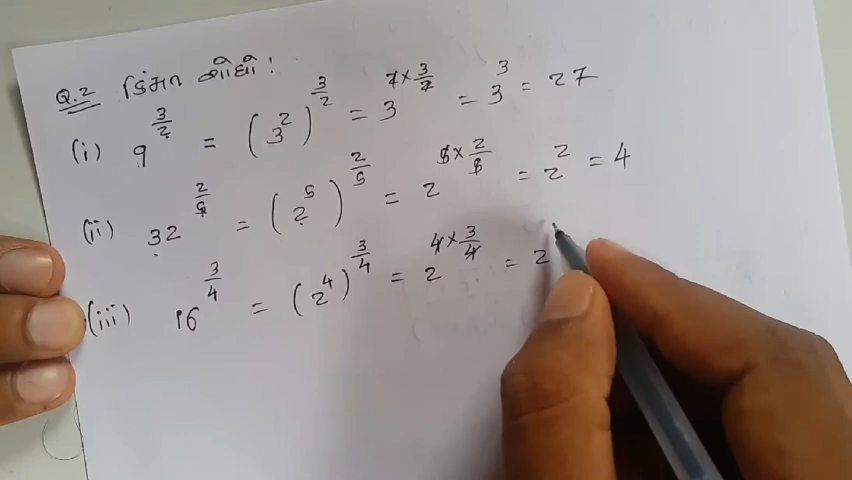 Q.2 કિંમત શોધો!
(i) 9^(3/2) = (3^2)^(3/2) = 3^(2×3/2) = 3^3 = 27
(ii) 32^(2/5) = (2^5)^(2/5) = 2^(5×2/5) = 2^2 = 4
(iii) 16^(3/4) = (2^4)^(3/4) = 2^(4×3/4) = 2